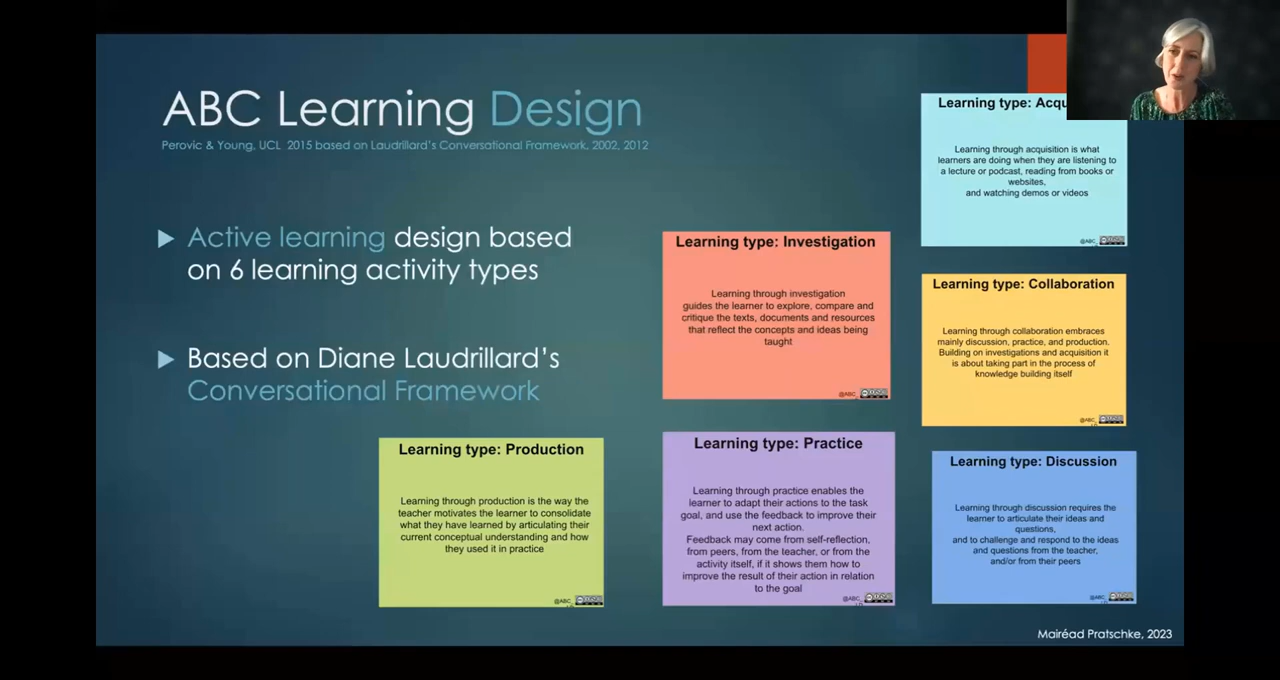 ABC Learning Design
Perovic & Young, UCL 2015 based on Laudrillard's Conversational Framework, 2002, 2012
Active learning design based
on 6 learning activity types
Based on Diane Laudrillard's
Conversational Framework
Learning type: Acqu
Learning through acquisition is what
learners are doing when they are listening to
a lecture or podcast, reading from books or
websites,
and watching demos or videos
@ABC_
Learning type: Investigation
Learning through investigation
guides the learner to explore, compare and
critique the texts, documents and resources
that reflect the concepts and ideas being
taught
@ABC_
Learning type: Collaboration
Learning through collaboration embraces
mainly discussion, practice, and production.
Building on investigations and acquisition it
is about taking part in the process of
knowledge building itself
@ABC_
Learning type: Production
Learning through production is the way the
teacher motivates the learner to consolidate
what they have learned by articulating their
current conceptual understanding and how
they used it in practice
@ABC_
Learning type: Practice
Learning through practice enables the
learner to adapt their actions to the task
goal, and use the feedback to improve their
next action.
Feedback may come from self-reflection,
from peers, from the teacher, or from the
activity itself, if it shows them how to
improve the result of their action in relation
to the goal
@ABC_
Learning type: Discussion
Learning through discussion requires the
learner to articulate their ideas and
questions,
and to challenge and respond to the ideas
and questions from the teacher,
and/or from their peers
@ABC_
Mairéad Pratschke, 2023